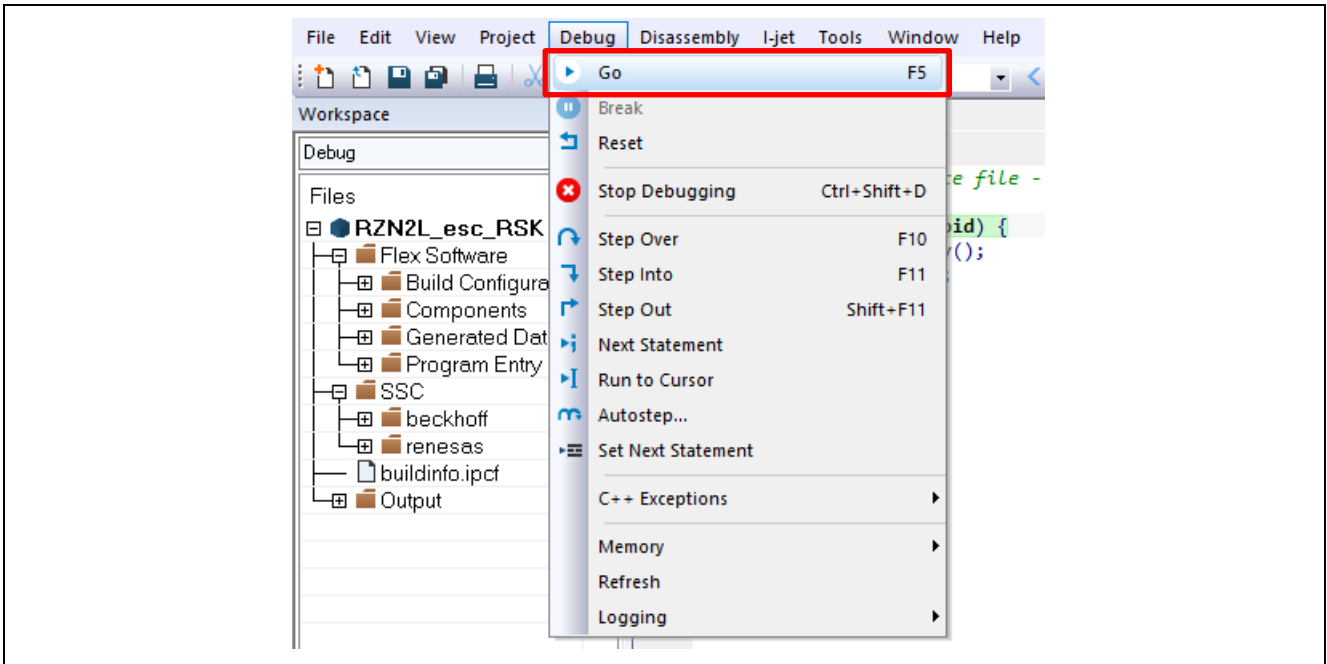 File Edit View Project Debug Disassembly I-jet Tools Window Help
Go F5
Workspace
Break
Debug
Reset
file -
Files
Stop Debugging Ctrl+Shift+D
RZN2L_esc_RSK
) {
Step Over F10
Flex Software
();
Step Into F11
Build Configura
;
Components
Step Out Shift+F11
Generated Dat
Next Statement
Program Entry
Run to Cursor
SSC
beckhoff
Autostep...
renesas
Set Next Statement
buildinfo.ipcf
Output
C++ Exceptions
Memory
Refresh
Logging